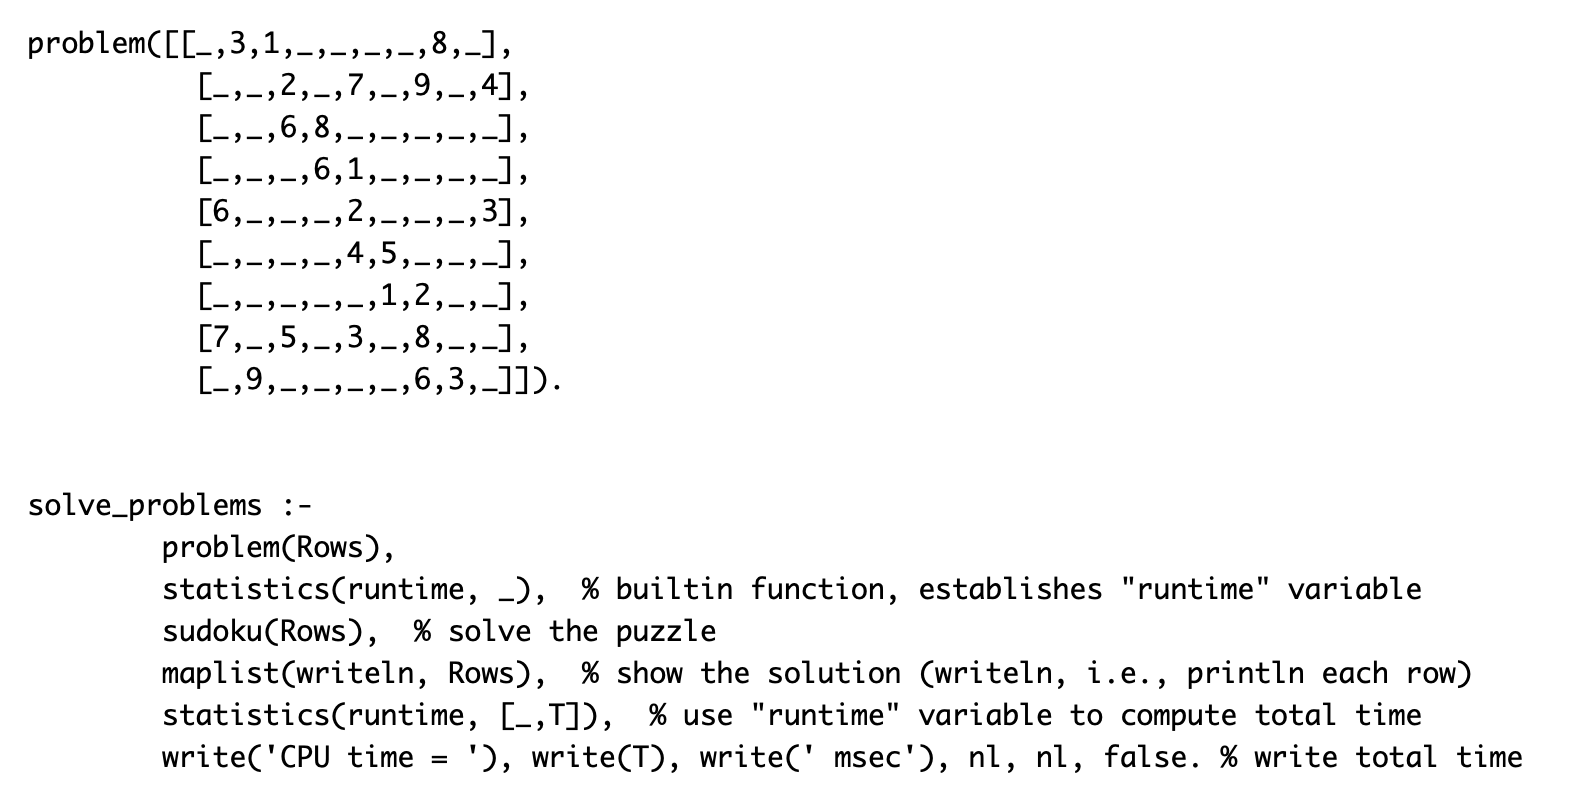 problem([[_,3,1,_,_,_,_,8,_],
[_,_,2,_,7,_,9,_,4],
[_,_,6,8,_,_,_,_,_],
[_,_,_,6,1,_,_,_,_],
[6,_,_,_,2,_,_,_,3],
[_,_,_,_,4,5,_,_,_],
[_,_,_,_,_,1,2,_,_],
[7,_,5,_,3,_,8,_,_],
[_,9,_,_,_,_,6,3,_]]).
solve_problems :-
problem(Rows),
statistics(runtime, _),  % builtin function, establishes "runtime" variable
sudoku(Rows),  % solve the puzzle
maplist(writeln, Rows),  % show the solution (writeln, i.e., println each row)
statistics(runtime, [_,T]),  % use "runtime" variable to compute total time
write('CPU time = '), write(T), write(' msec'), nl, nl, false. % write total time